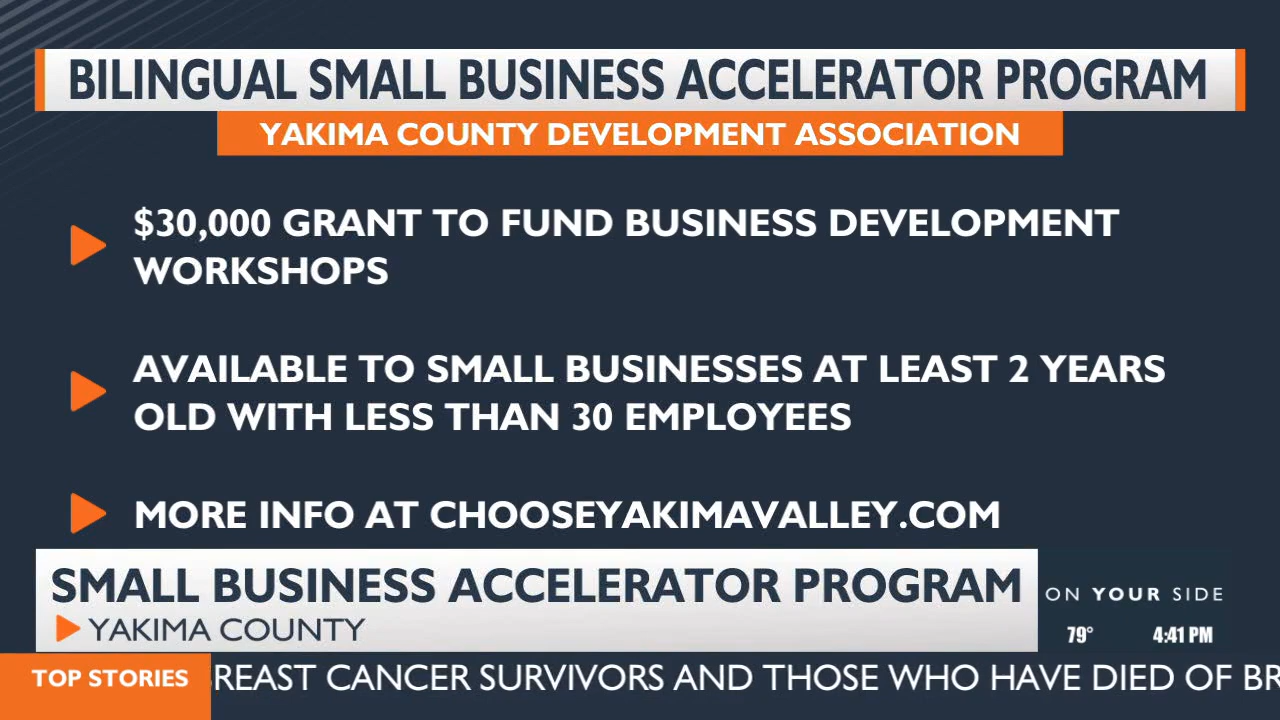 BILINGUAL SMALL BUSINESS ACCELERATOR PROGRAM
YAKIMA COUNTY DEVELOPMENT ASSOCIATION
$30,000 GRANT TO FUND BUSINESS DEVELOPMENT
WORKSHOPS
AVAILABLE TO SMALL BUSINESSES AT LEAST 2 YEARS
OLD WITH LESS THAN 30 EMPLOYEES
MORE INFO AT CHOOSEYAKIMAVALLEY.COM
SMALL BUSINESS ACCELERATOR PROGRAM
YAKIMA COUNTY
ON YOUR SIDE
79° 4:41 PM
TOP STORIES REAST CANCER SURVIVORS AND THOSE WHO HAVE DIED OF BR